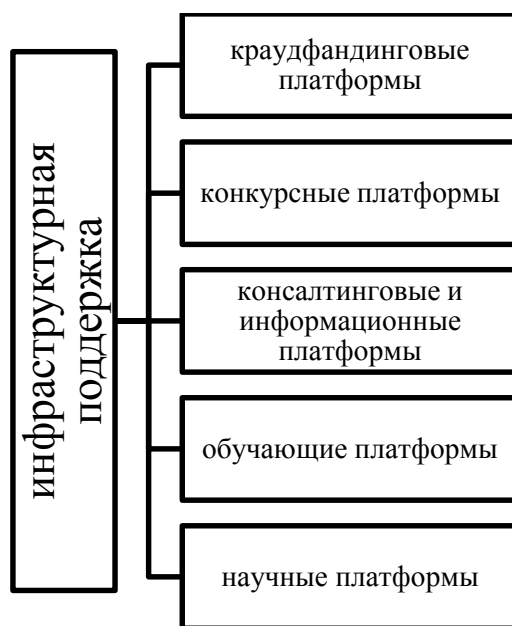 инфраструктурная
поддержка
краудфандинговые
платформы
конкурсные платформы
консалтинговые и
информационные
платформы
обучающие платформы
научные платформы